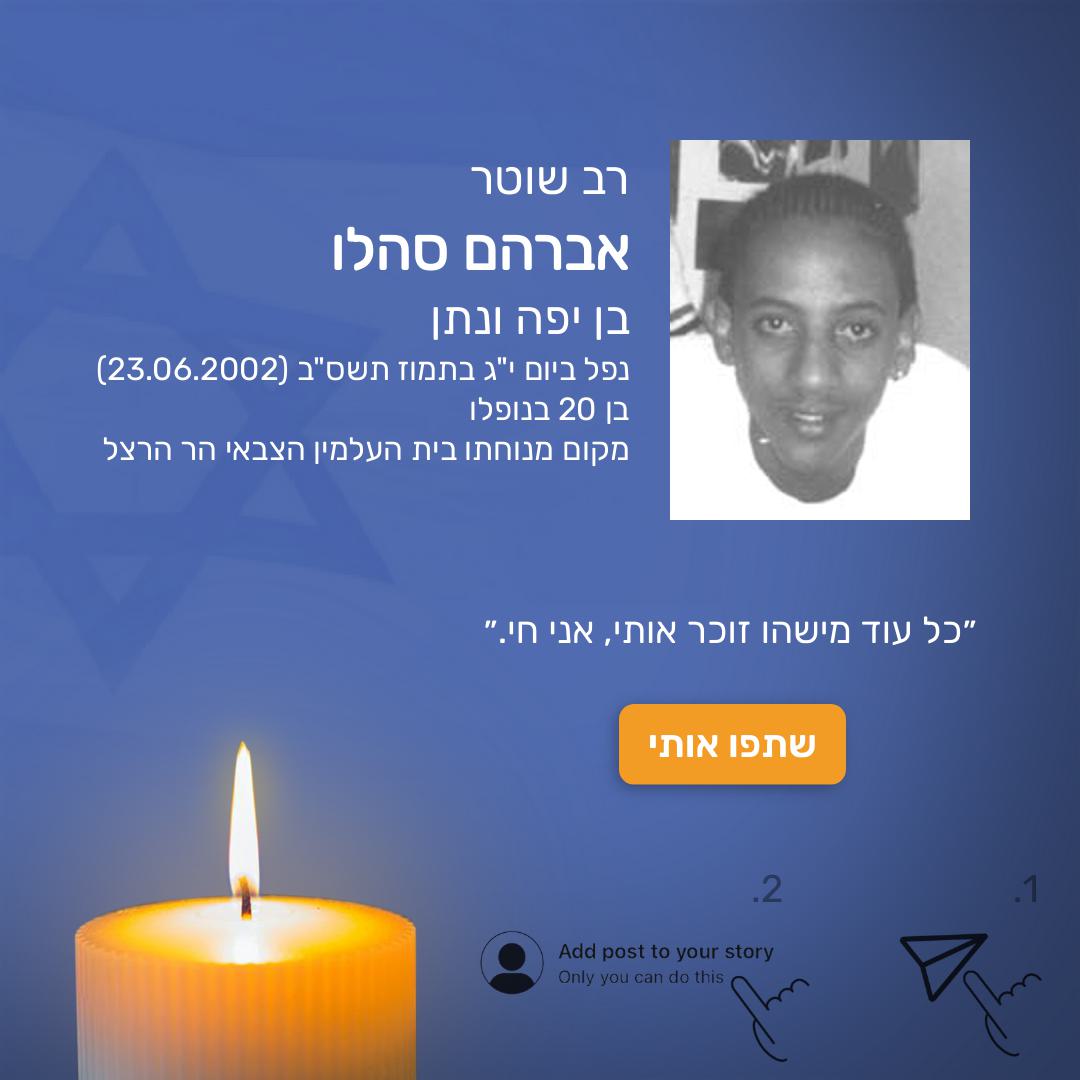 רב שוטר
אברהם סהלו
בן יפה ונתן
נפל ביום י"ג בתמוז תשס"ב (23.06.2002)
בן 20 בנופלו
מקום מנוחתו בית העלמין הצבאי הר הרצל
״כל עוד מישהו זוכר אותי, אני חי.״
שתפו אותי
1.
2.
Add post to your story
Only you can do this